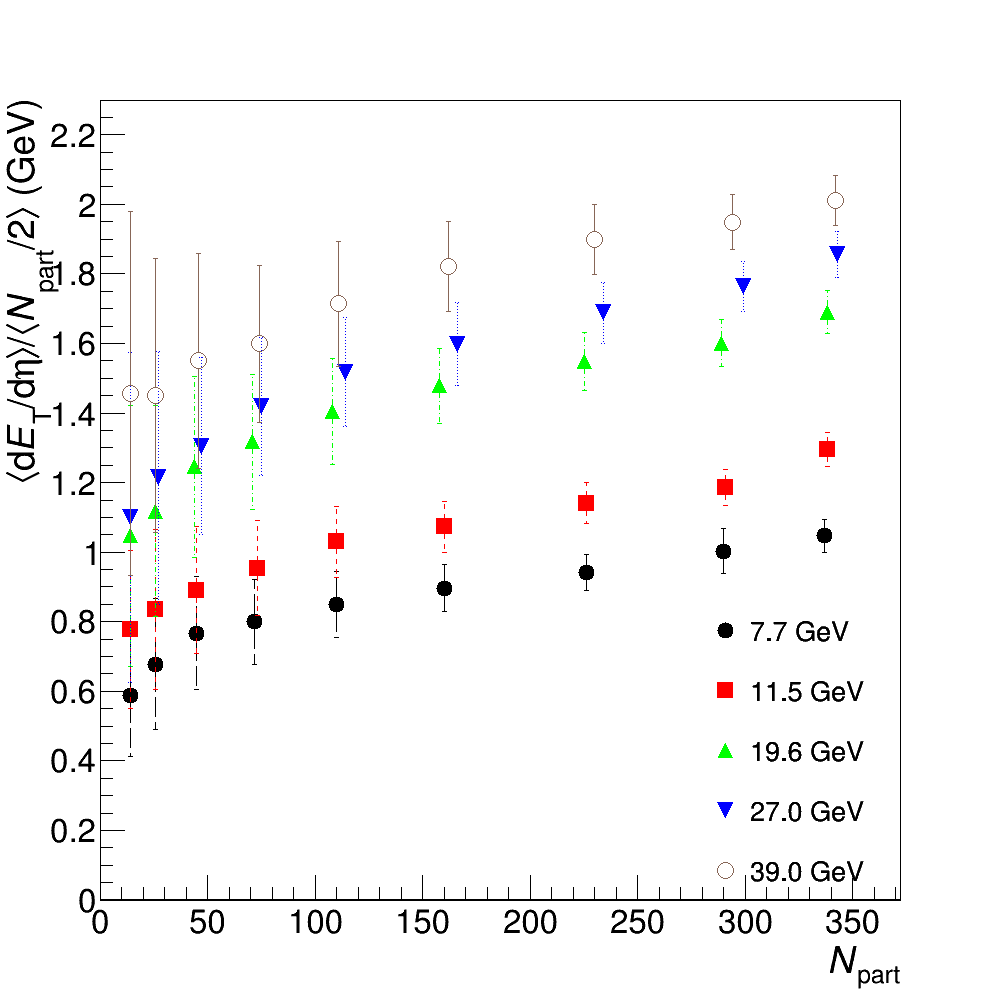 ⟨dE_T/dη⟩/⟨N_part/2⟩ (GeV)
2.2
2
1.8
1.6
1.4
1.2
1
0.8
0.6
0.4
0.2
0
7.7 GeV
11.5 GeV
19.6 GeV
27.0 GeV
39.0 GeV
0 50 100 150 200 250 300 350
N_part